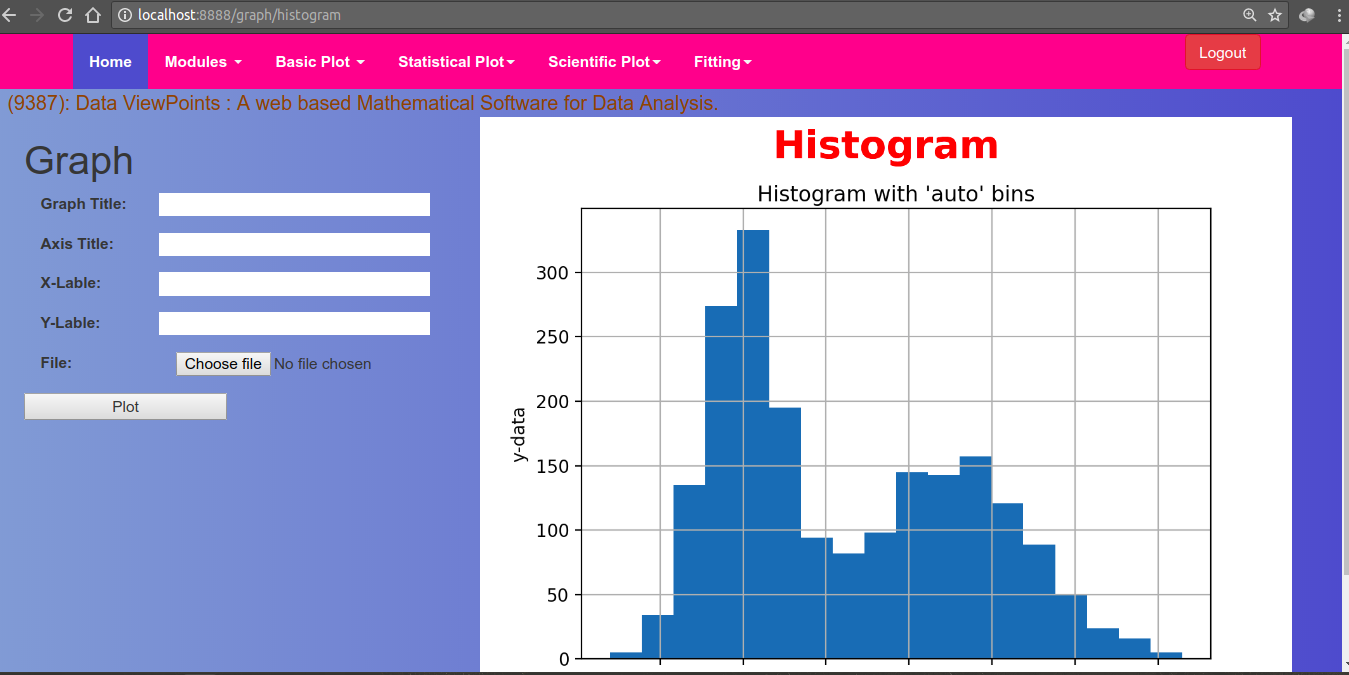 localhost:8888/graph/histogram
Home Modules Basic Plot Statistical Plot Scientific Plot Fitting Logout
(9387): Data ViewPoints : A web based Mathematical Software for Data Analysis.
Graph
Graph Title:
Axis Title:
X-Lable:
Y-Lable:
File: Choose file No file chosen
Plot
Histogram
Histogram with 'auto' bins
300
250
200
150
100
50
0
y-data